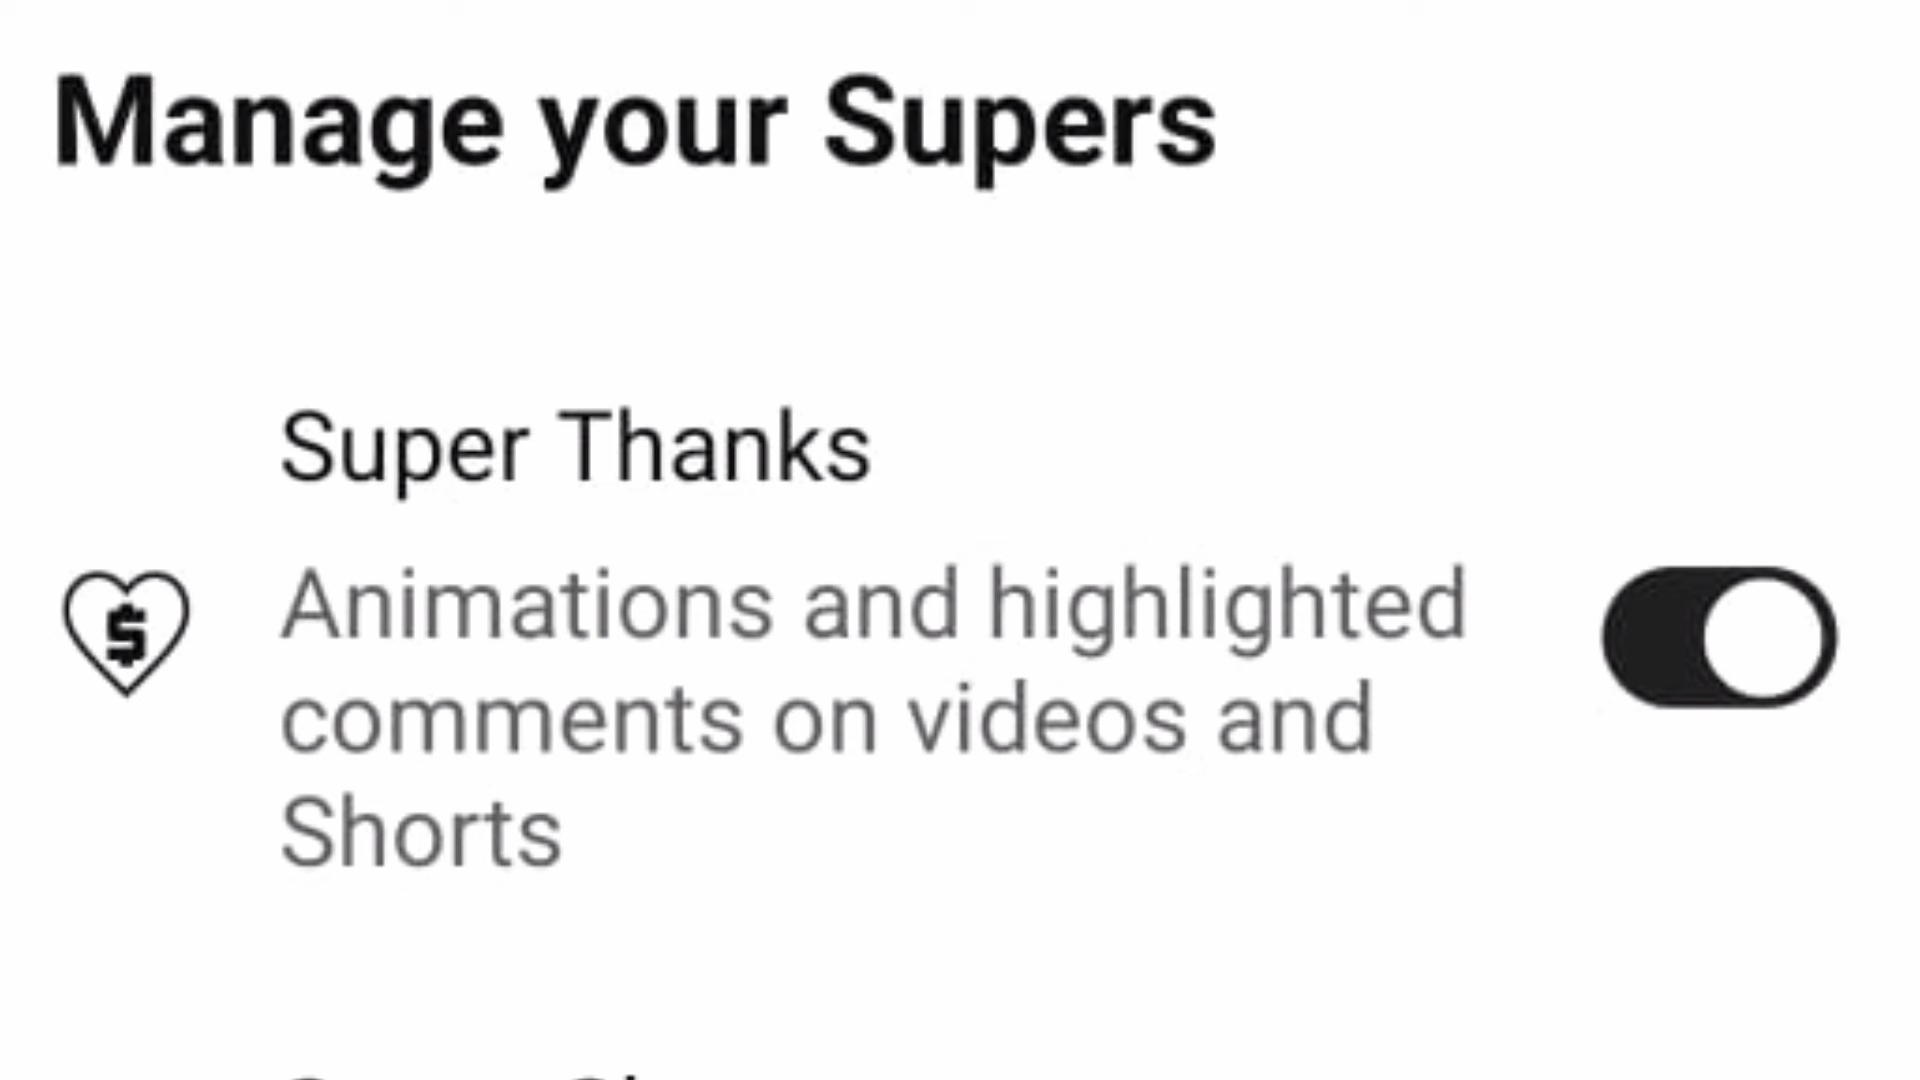 Manage your Supers
Super Thanks
$
Animations and highlighted
comments on videos and
Shorts